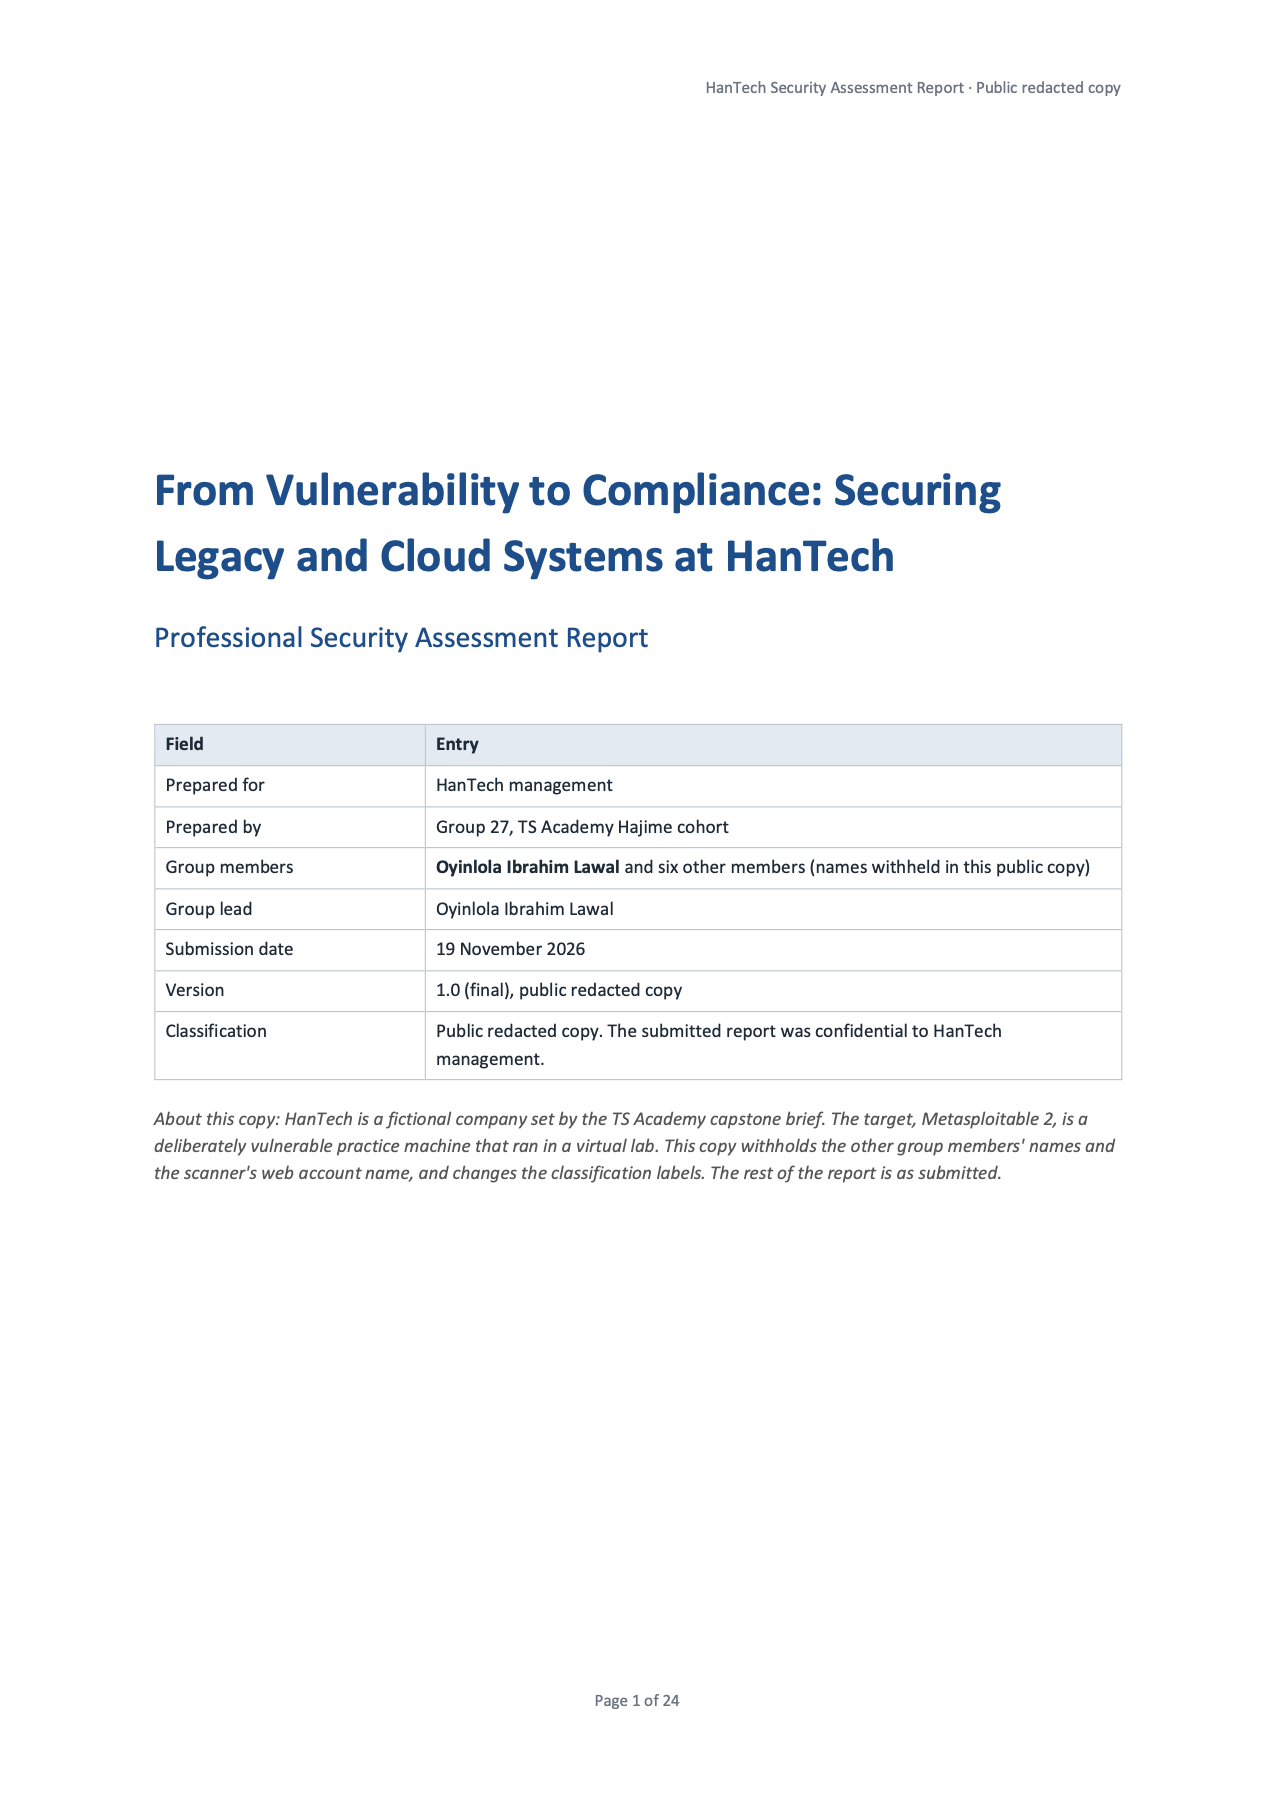 HanTech Security Assessment Report · Public redacted copy
From Vulnerability to Compliance: Securing
Legacy and Cloud Systems at HanTech
Professional Security Assessment Report
Field Entry
Prepared for HanTech management
Prepared by Group 27, TS Academy Hajime cohort
Group members Oyinlola Ibrahim Lawal and six other members (names withheld in this public copy)
Group lead Oyinlola Ibrahim Lawal
Submission date 19 November 2026
Version 1.0 (final), public redacted copy
Classification Public redacted copy. The submitted report was confidential to HanTech
management.
About this copy: HanTech is a fictional company set by the TS Academy capstone brief. The target, Metasploitable 2, is a
deliberately vulnerable practice machine that ran in a virtual lab. This copy withholds the other group members' names and
the scanner's web account name, and changes the classification labels. The rest of the report is as submitted.
Page 1 of 24